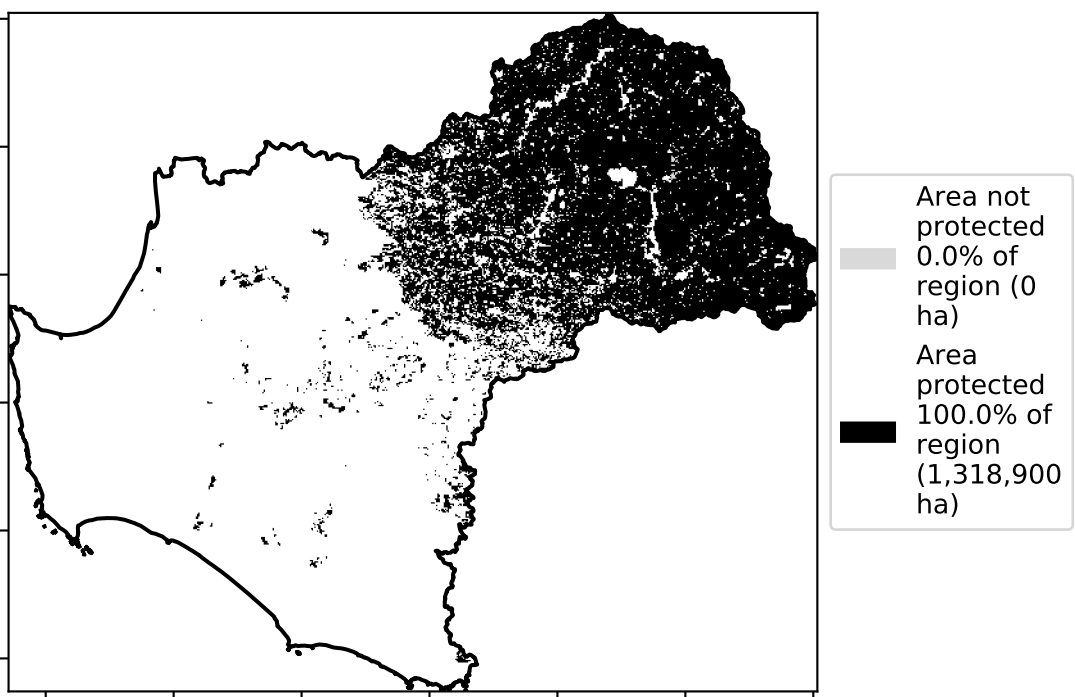 Area not
protected
0.0% of
region (0
ha)
Area
protected
100.0% of
region
(1,318,900
ha)